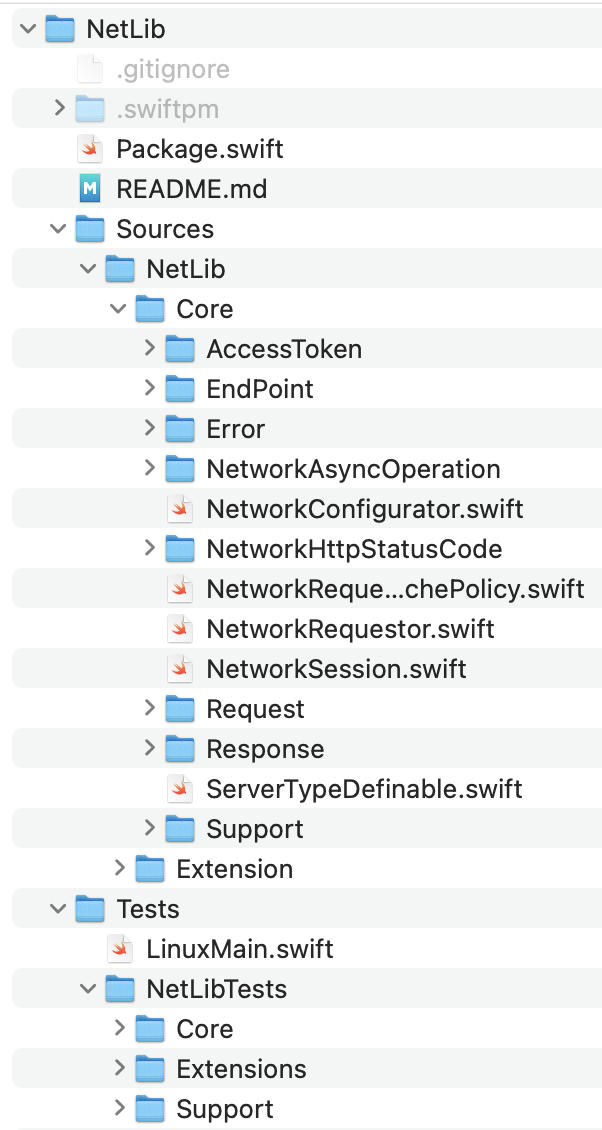 NetLib
.gitignore
.swiftpm
Package.swift
README.md
Sources
NetLib
Core
AccessToken
EndPoint
Error
NetworkAsyncOperation
NetworkConfigurator.swift
NetworkHttpStatusCode
NetworkReque...chePolicy.swift
NetworkRequestor.swift
NetworkSession.swift
Request
Response
ServerTypeDefinable.swift
Support
Extension
Tests
LinuxMain.swift
NetLibTests
Core
Extensions
Support